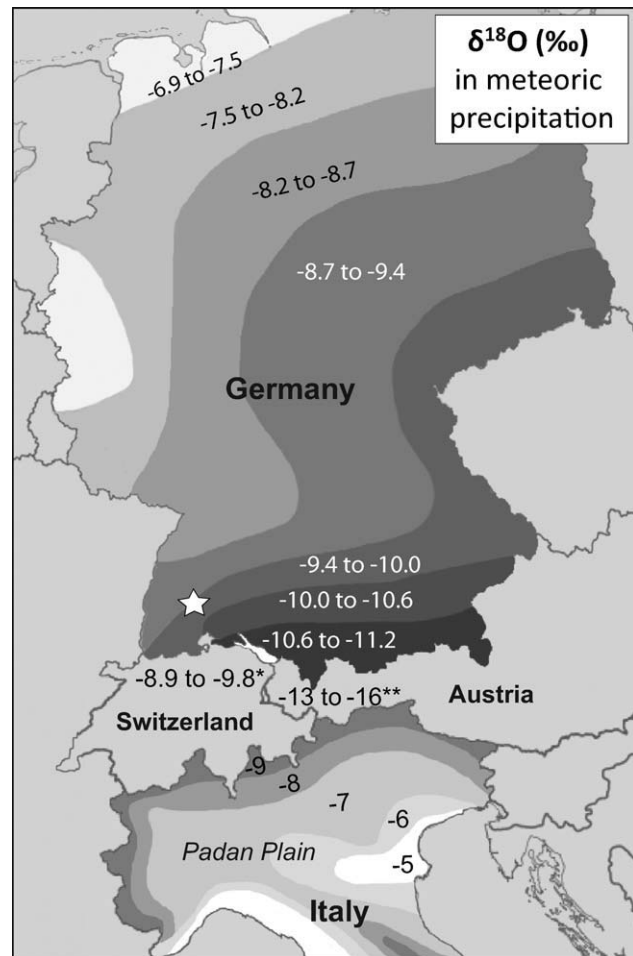 δ¹⁸O (‰)
in meteoric
precipitation
-6.9 to -7.5
-7.5 to -8.2
-8.2 to -8.7
-8.7 to -9.4
Germany
-9.4 to -10.0
-10.0 to -10.6
-10.6 to -11.2
-8.9 to -9.8*
-13 to -16**
Austria
Switzerland
-9
-8
-7
-6
Padan Plain
-5
Italy